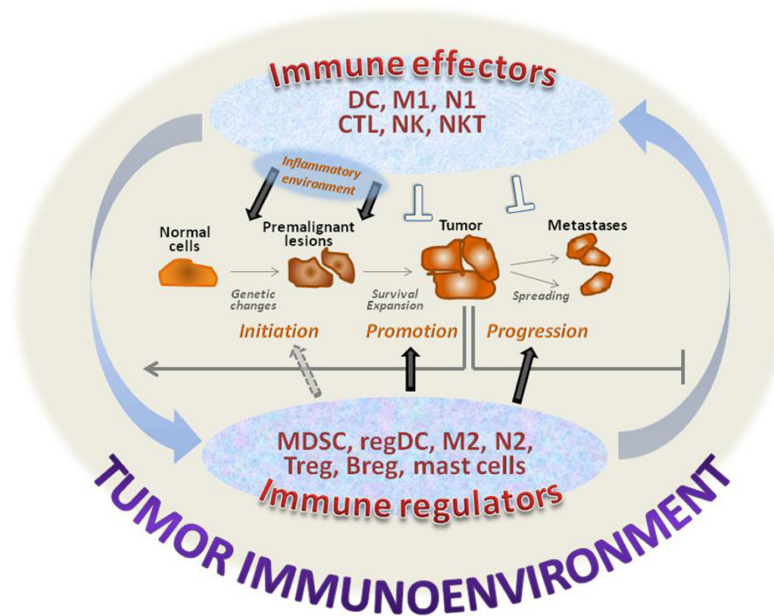 Immune effectors
DC, M1, N1
CTL, NK, NKT
Inflammatory
environment
Normal
cells
Premalignant
lesions
Tumor
Metastases
Genetic
changes
Survival
Expansion
Spreading
Initiation
Promotion
Progression
MDSC, regDC, M2, N2,
Treg, Breg, mast cells
Immune regulators
TUMOR IMMUNOENVIRONMENT